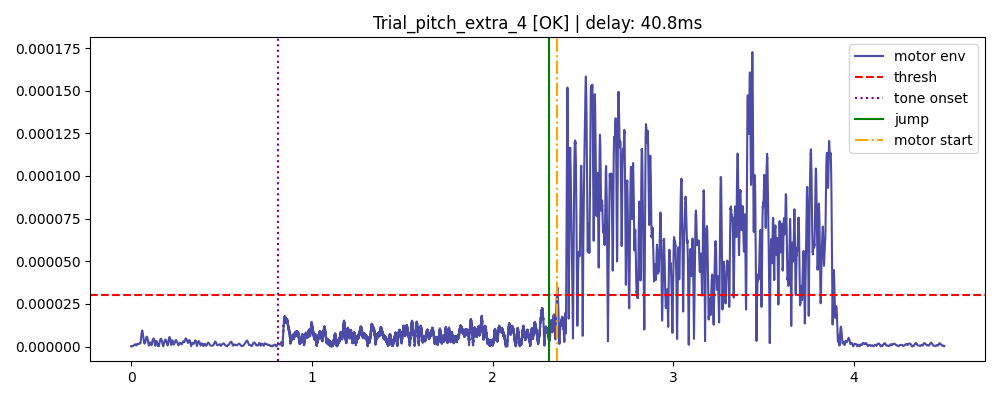 Trial_pitch_extra_4 [OK] | delay: 40.8ms
0.000175
0.000150
0.000125
0.000100
0.000075
0.000050
0.000025
0.000000
motor env
thresh
tone onset
jump
motor start
0 1 2 3 4